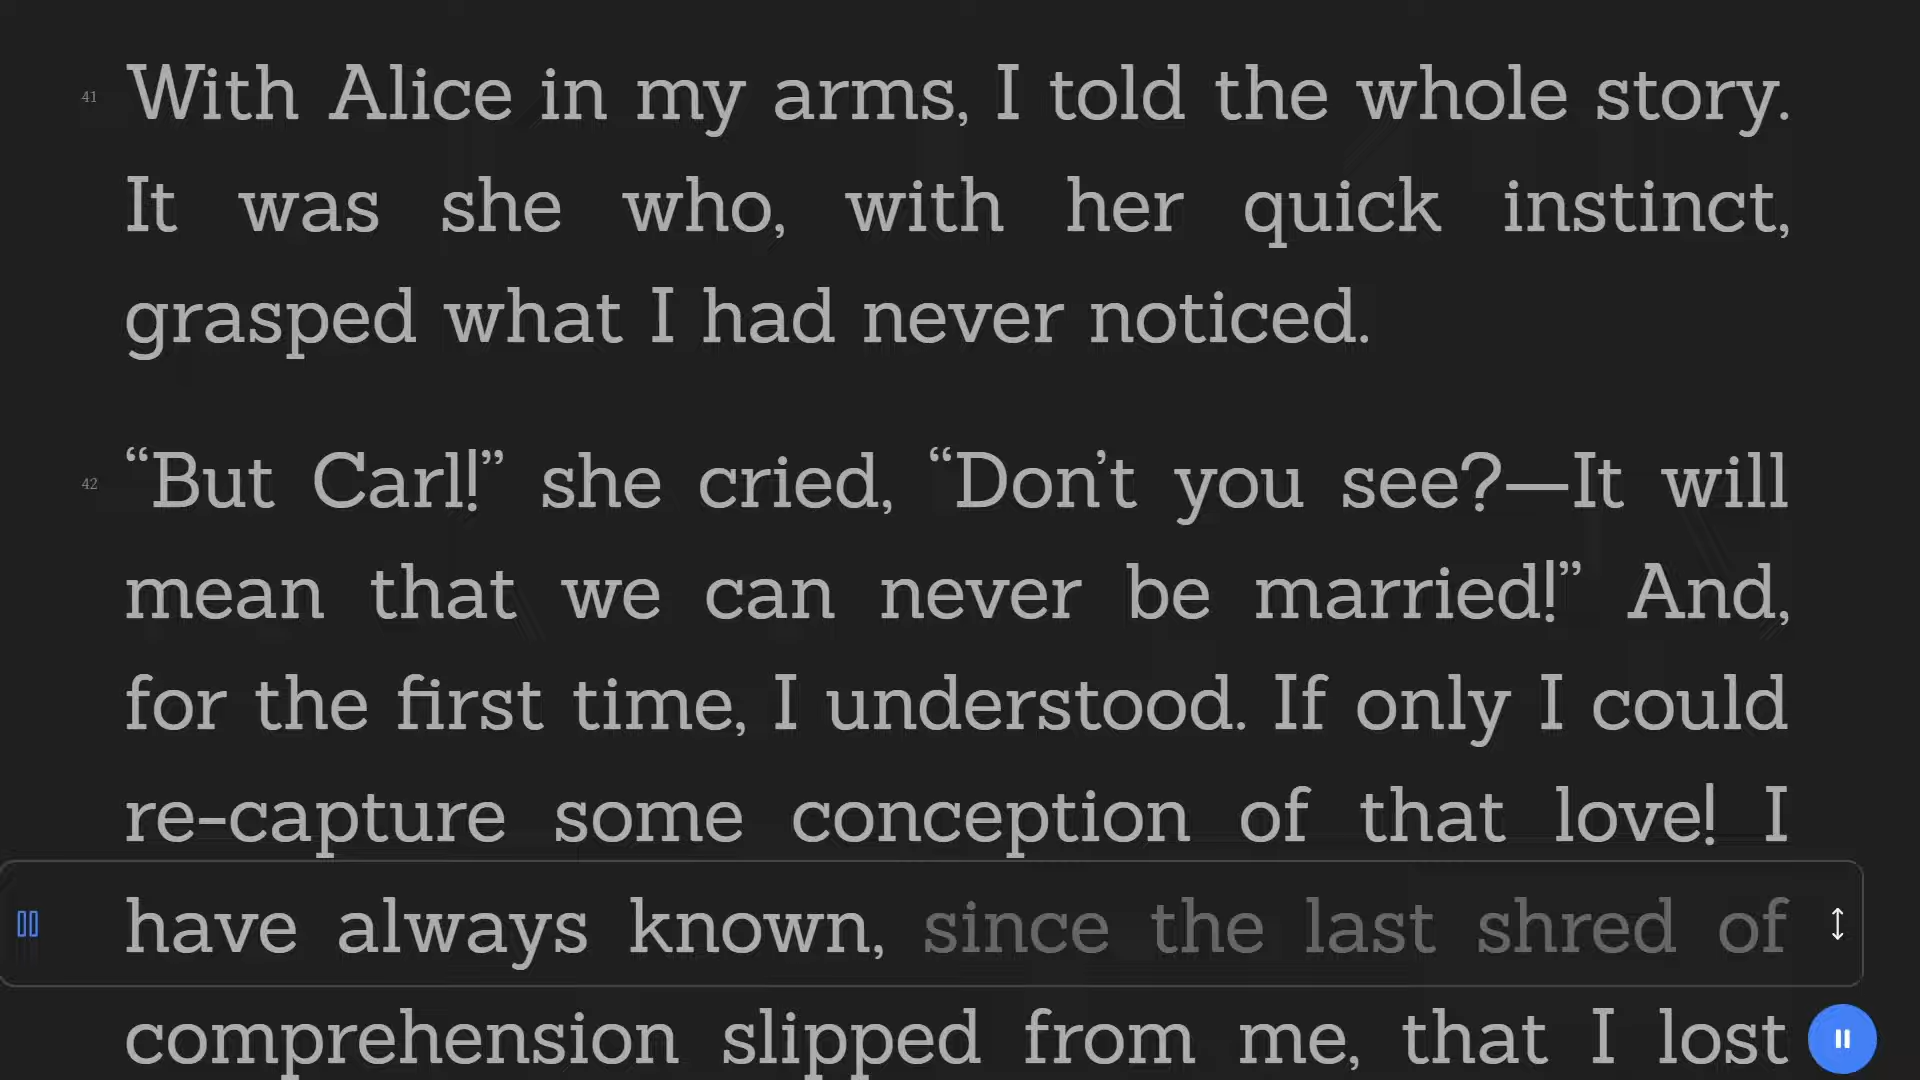 41 With Alice in my arms, I told the whole story.
It was she who, with her quick instinct,
grasped what I had never noticed.
42 “But Carl!” she cried, “Don’t you see?—It will
mean that we can never be married!” And,
for the first time, I understood. If only I could
re-capture some conception of that love! I
have always known, since the last shred of
comprehension slipped from me, that I lost